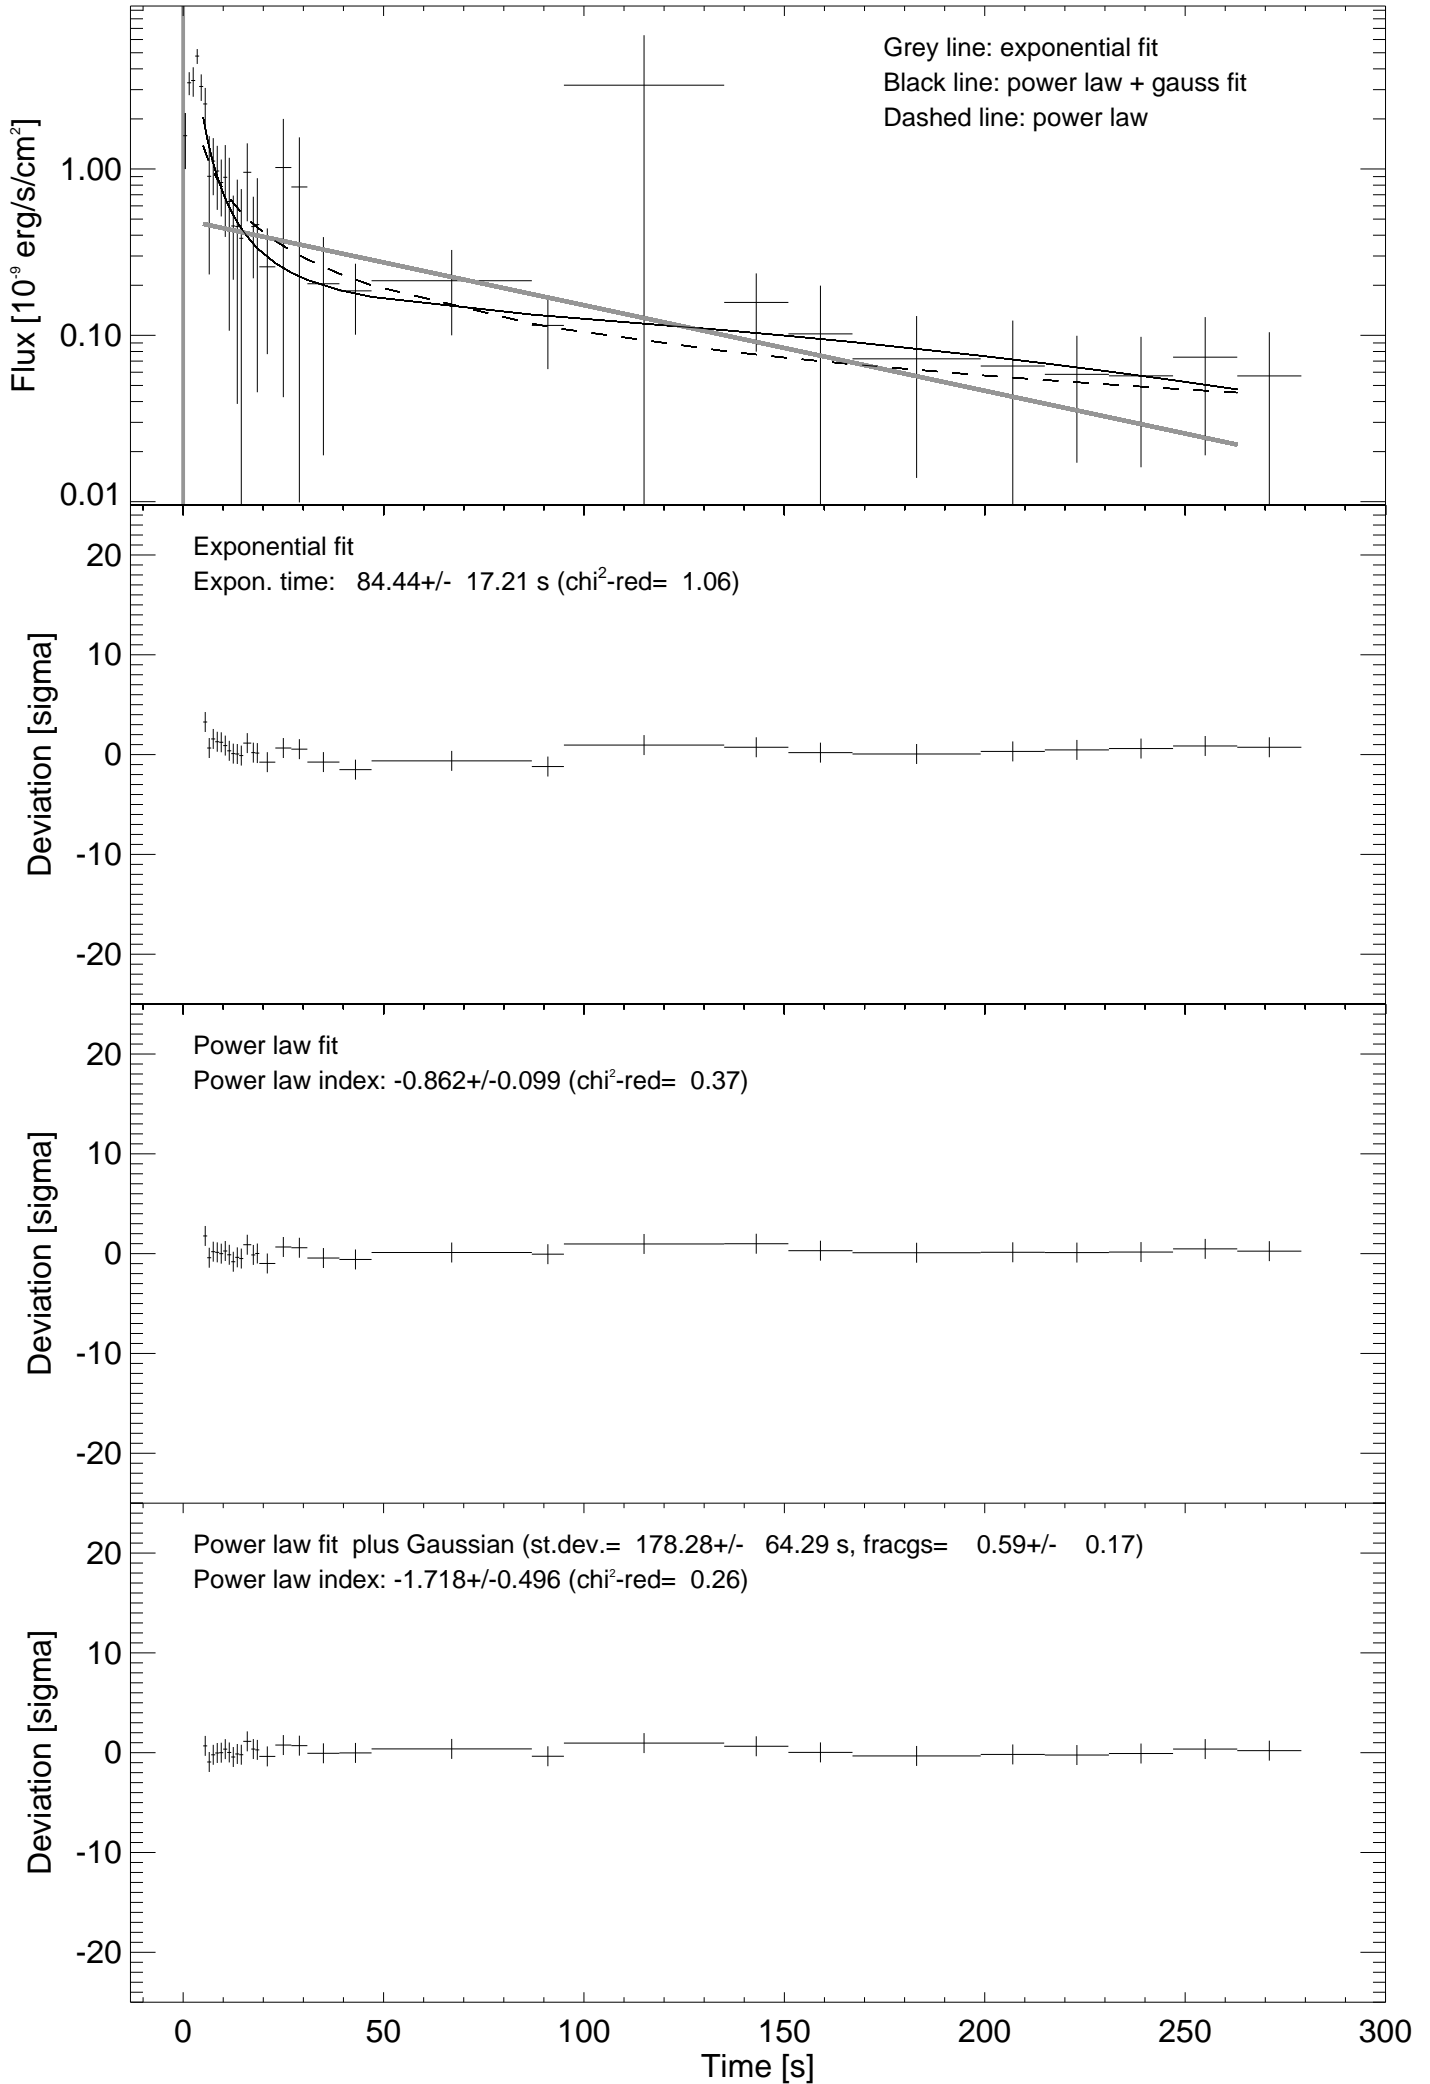 Grey line: exponential fit
Black line: power law + gauss fit
Dashed line: power law
Flux [10⁻⁹ erg/s/cm²]
1.00
0.10
0.01
Exponential fit
Expon. time: 84.44+/- 17.21 s (chi²-red= 1.06)
Deviation [sigma]
20
10
0
-10
-20
Power law fit
Power law index: -0.862+/-0.099 (chi²-red= 0.37)
Deviation [sigma]
20
10
0
-10
-20
Power law fit plus Gaussian (st.dev.= 178.28+/- 64.29 s, fracgs= 0.59+/- 0.17)
Power law index: -1.718+/-0.496 (chi²-red= 0.26)
Deviation [sigma]
20
10
0
-10
-20
0 50 100 150 200 250 300
Time [s]